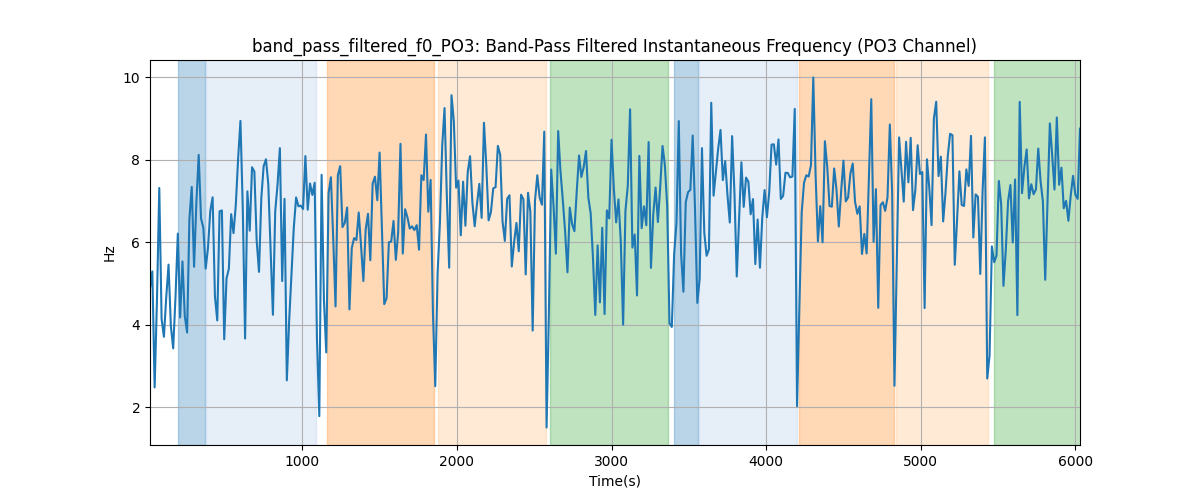 band_pass_filtered_f0_PO3: Band-Pass Filtered Instantaneous Frequency (PO3 Channel)
10
8
6
4
2
Hz
1000 2000 3000 4000 5000 6000
Time(s)